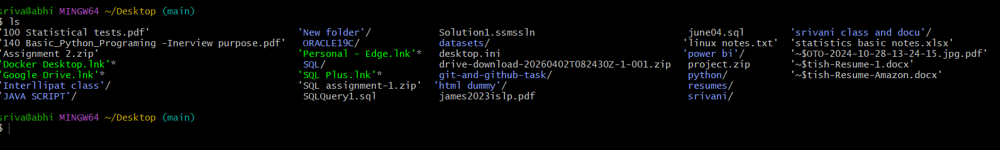 sriva@abhi MINGW64 ~/Desktop (main)
$ ls
'100 Statistical tests.pdf' 'New folder'/ Solution1.ssmssln june04.sql 'srivani class and docu'/
'140 Basic_Python_Programing -Inerview purpose.pdf' ORACLE19C/ datasets/ 'linux notes.txt' 'statistics basic notes.xlsx'
'Assignment 2.zip' 'Personal - Edge.lnk'* desktop.ini 'power bi'/ '~$OTO-2024-10-28-13-24-15.jpg.pdf'
'Docker Desktop.lnk'* SQL/ drive-download-20260402T082430Z-1-001.zip project.zip '~$tish-Resume-1.docx'
'Google Drive.lnk'* 'SQL Plus.lnk'* git-and-github-task/ python/ '~$tish-Resume-Amazon.docx'
'Interllipat class'/ 'SQL assignment-1.zip' 'html dummy'/ resumes/
'JAVA SCRIPT'/ SQLQuery1.sql james2023islp.pdf srivani/
sriva@abhi MINGW64 ~/Desktop (main)
$